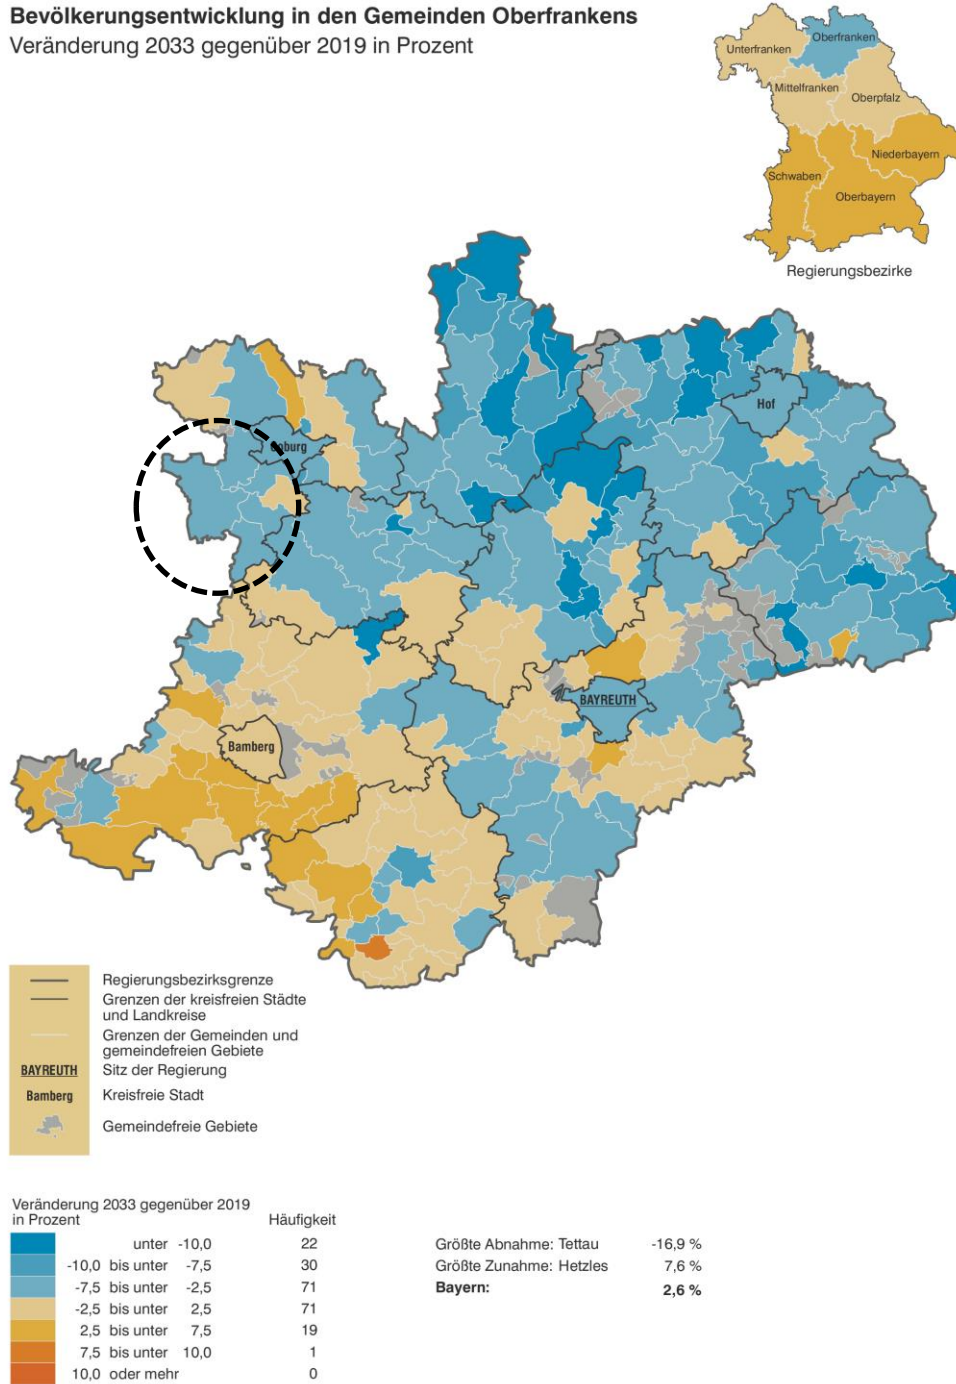 Bevölkerungsentwicklung in den Gemeinden Oberfrankens
Veränderung 2033 gegenüber 2019 in Prozent
Unterfranken
Oberfranken
Mittelfranken
Oberpfalz
Niederbayern
Schwaben
Oberbayern
Regierungsbezirke
Hof
Coburg
BAYREUTH
Bamberg
Regierungsbezirksgrenze
Grenzen der kreisfreien Städte
und Landkreise
Grenzen der Gemeinden und
gemeindefreien Gebiete
BAYREUTH Sitz der Regierung
Bamberg Kreisfreie Stadt
Gemeindefreie Gebiete
Veränderung 2033 gegenüber 2019
in Prozent Häufigkeit
unter -10,0 22
-10,0 bis unter -7,5 30
-7,5 bis unter -2,5 71
-2,5 bis unter 2,5 71
2,5 bis unter 7,5 19
7,5 bis unter 10,0 1
10,0 oder mehr 0
Größte Abnahme: Tettau -16,9 %
Größte Zunahme: Hetzles 7,6 %
Bayern: 2,6 %